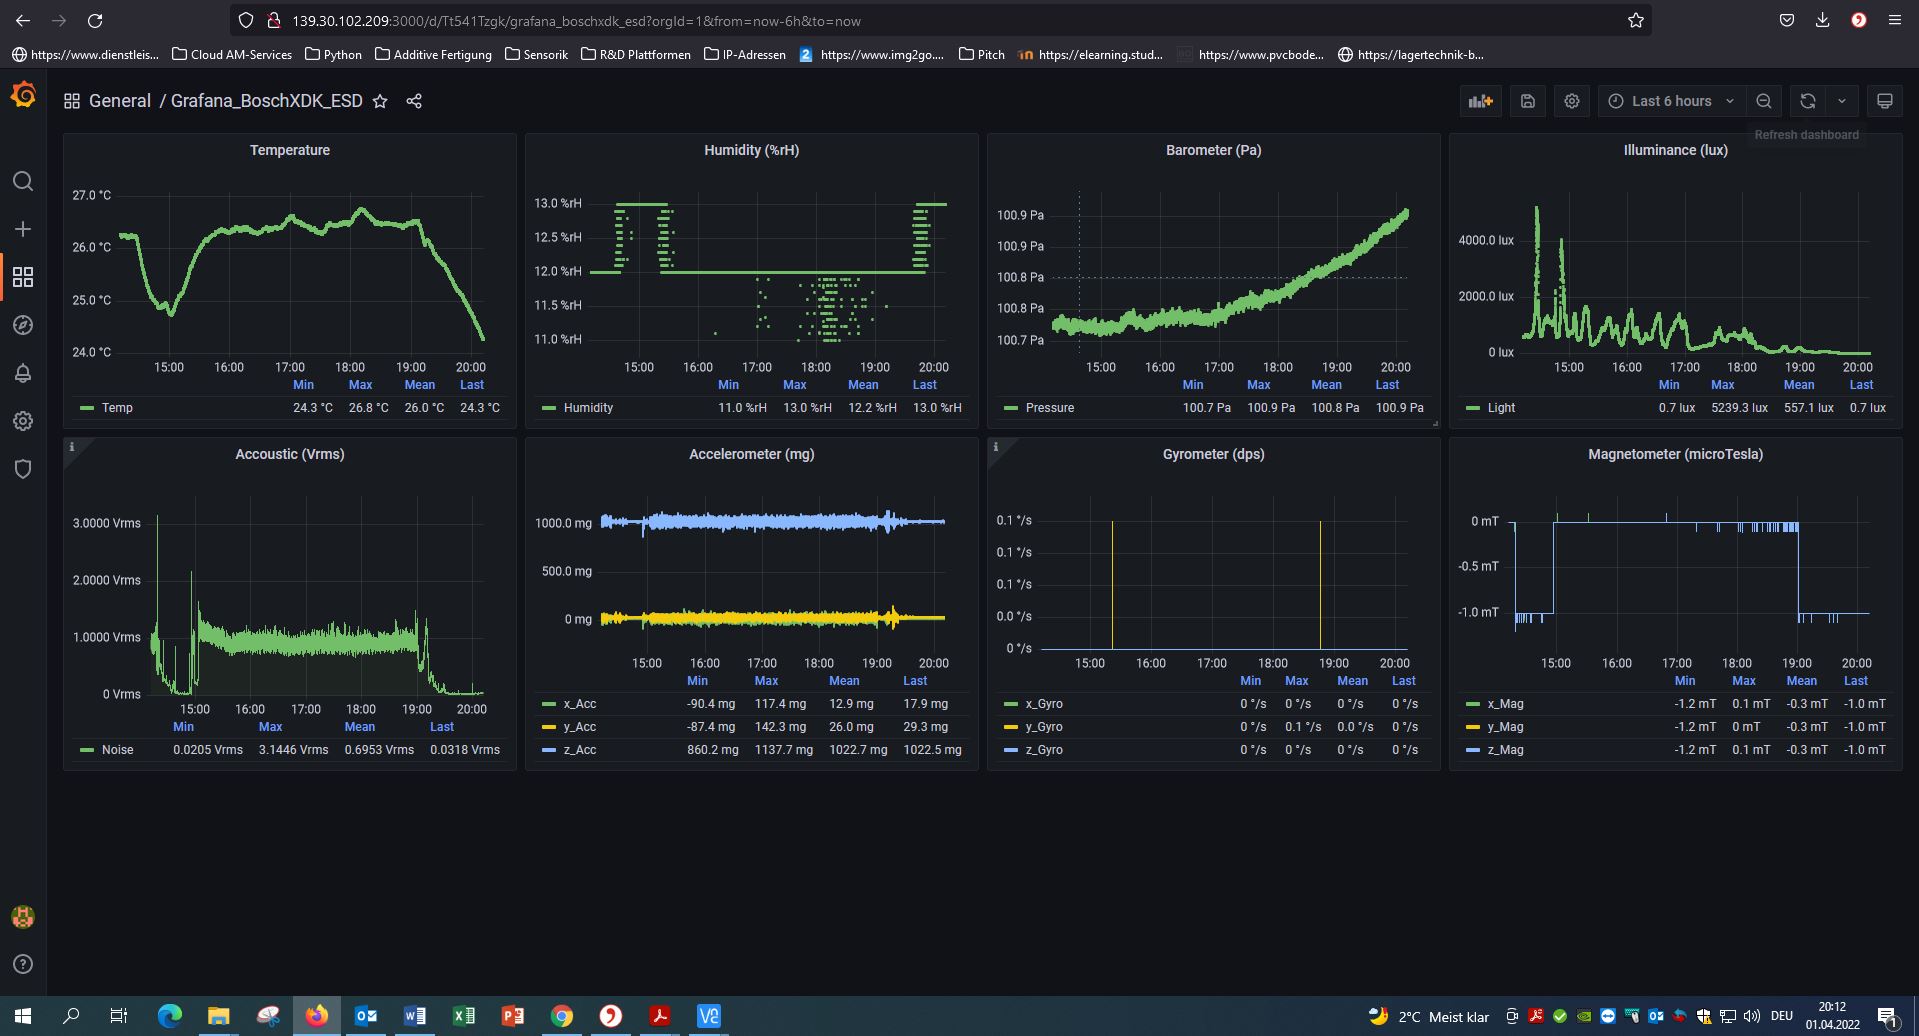 139.30.102.209:3000/d/Tt541Tzgk/grafana_boschxdk_esd?orgId=1&from=now-6h&to=now
https://www.dienstleis... Cloud AM-Services Python Additive Fertigung Sensorik R&D Plattformen IP-Adressen 2 https://www.img2go.... Pitch https://elearning.stud... https://www.pvcbode... https://lagertechnik-b...
General / Grafana_BoschXDK_ESD Last 6 hours
Refresh dashboard
Temperature
27.0 °C
26.0 °C
25.0 °C
24.0 °C
15:00 16:00 17:00 18:00 19:00 20:00
Min Max Mean Last
Temp 24.3 °C 26.8 °C 26.0 °C 24.3 °C
Humidity (%rH)
13.0 %rH
12.5 %rH
12.0 %rH
11.5 %rH
11.0 %rH
15:00 16:00 17:00 18:00 19:00 20:00
Min Max Mean Last
Humidity 11.0 %rH 13.0 %rH 12.2 %rH 13.0 %rH
Barometer (Pa)
100.9 Pa
100.9 Pa
100.8 Pa
100.8 Pa
100.7 Pa
15:00 16:00 17:00 18:00 19:00 20:00
Min Max Mean Last
Pressure 100.7 Pa 100.9 Pa 100.8 Pa 100.9 Pa
Illuminance (lux)
4000.0 lux
2000.0 lux
0 lux
15:00 16:00 17:00 18:00 19:00 20:00
Min Max Mean Last
Light 0.7 lux 5239.3 lux 557.1 lux 0.7 lux
Accoustic (Vrms)
3.0000 Vrms
2.0000 Vrms
1.0000 Vrms
0 Vrms
15:00 16:00 17:00 18:00 19:00 20:00
Min Max Mean Last
Noise 0.0205 Vrms 3.1446 Vrms 0.6953 Vrms 0.0318 Vrms
Accelerometer (mg)
1000.0 mg
500.0 mg
0 mg
15:00 16:00 17:00 18:00 19:00 20:00
Min Max Mean Last
x_Acc -90.4 mg 117.4 mg 12.9 mg 17.9 mg
y_Acc -87.4 mg 142.3 mg 26.0 mg 29.3 mg
z_Acc 860.2 mg 1137.7 mg 1022.7 mg 1022.5 mg
Gyrometer (dps)
0.1 °/s
0.1 °/s
0.1 °/s
0.0 °/s
0 °/s
15:00 16:00 17:00 18:00 19:00 20:00
Min Max Mean Last
x_Gyro 0 °/s 0 °/s 0 °/s 0 °/s
y_Gyro 0 °/s 0.1 °/s 0.0 °/s 0 °/s
z_Gyro 0 °/s 0 °/s 0 °/s 0 °/s
Magnetometer (microTesla)
0 mT
-0.5 mT
-1.0 mT
15:00 16:00 17:00 18:00 19:00 20:00
Min Max Mean Last
x_Mag -1.2 mT 0.1 mT -0.3 mT -1.0 mT
y_Mag -1.2 mT 0 mT -0.3 mT -1.0 mT
z_Mag -1.2 mT 0.1 mT -0.3 mT -1.0 mT
2°C Meist klar DEU 20:12
01.04.2022